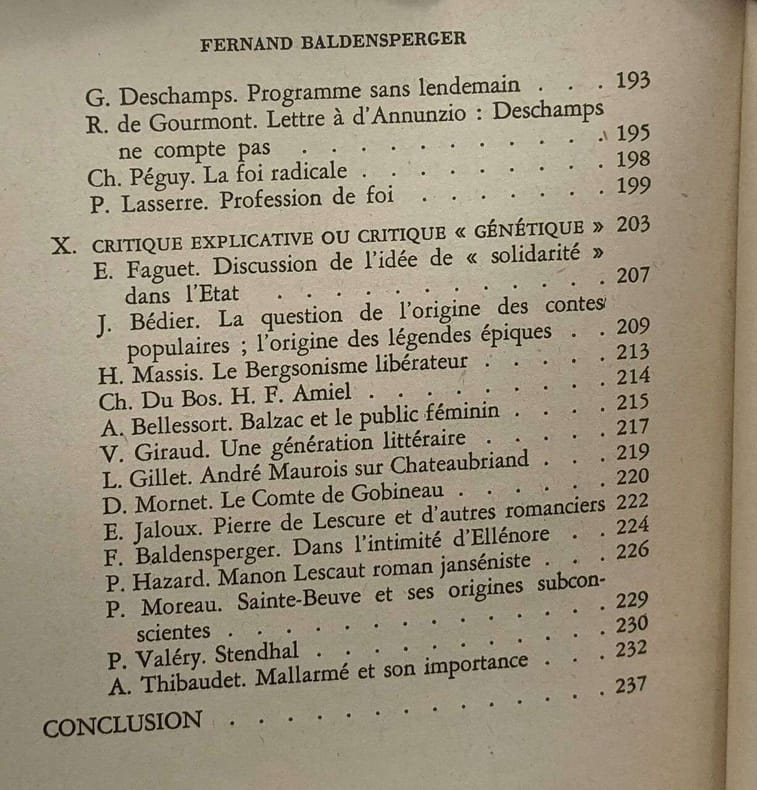 FERNAND BALDENSPERGER
G. Deschamps. Programme sans lendemain . . . 193
R. de Gourmont. Lettre à d'Annunzio : Deschamps
ne compte pas . . . . . . . . . . 195
Ch. Péguy. La foi radicale . . . . . . . . 198
P. Lasserre. Profession de foi . . . . . . . 199
X. CRITIQUE EXPLICATIVE OU CRITIQUE « GÉNÉTIQUE » 203
E. Faguet. Discussion de l'idée de « solidarité »
dans l'Etat . . . . . . . . . . . 207
J. Bédier. La question de l'origine des contes
populaires ; l'origine des légendes épiques . . 209
H. Massis. Le Bergsonisme libérateur . . . . . 213
Ch. Du Bos. H. F. Amiel . . . . . . . . 214
A. Bellessort. Balzac et le public féminin . . . . 215
V. Giraud. Une génération littéraire . . . . . 217
L. Gillet. André Maurois sur Chateaubriand . . . 219
D. Mornet. Le Comte de Gobineau . . . . . . 220
E. Jaloux. Pierre de Lescure et d'autres romanciers 222
F. Baldensperger. Dans l'intimité d'Ellénore . . 224
P. Hazard. Manon Lescaut roman janséniste . . . 226
P. Moreau. Sainte-Beuve et ses origines subcon-
scientes . . . . . . . . . . . . 229
P. Valéry. Stendhal . . . . . . . . . 230
A. Thibaudet. Mallarmé et son importance . . . 232
CONCLUSION . . . . . . . . . . . . . 237